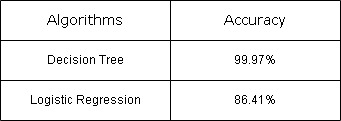 Algorithms Accuracy
Decision Tree 99.97%
Logistic Regression 86.41%